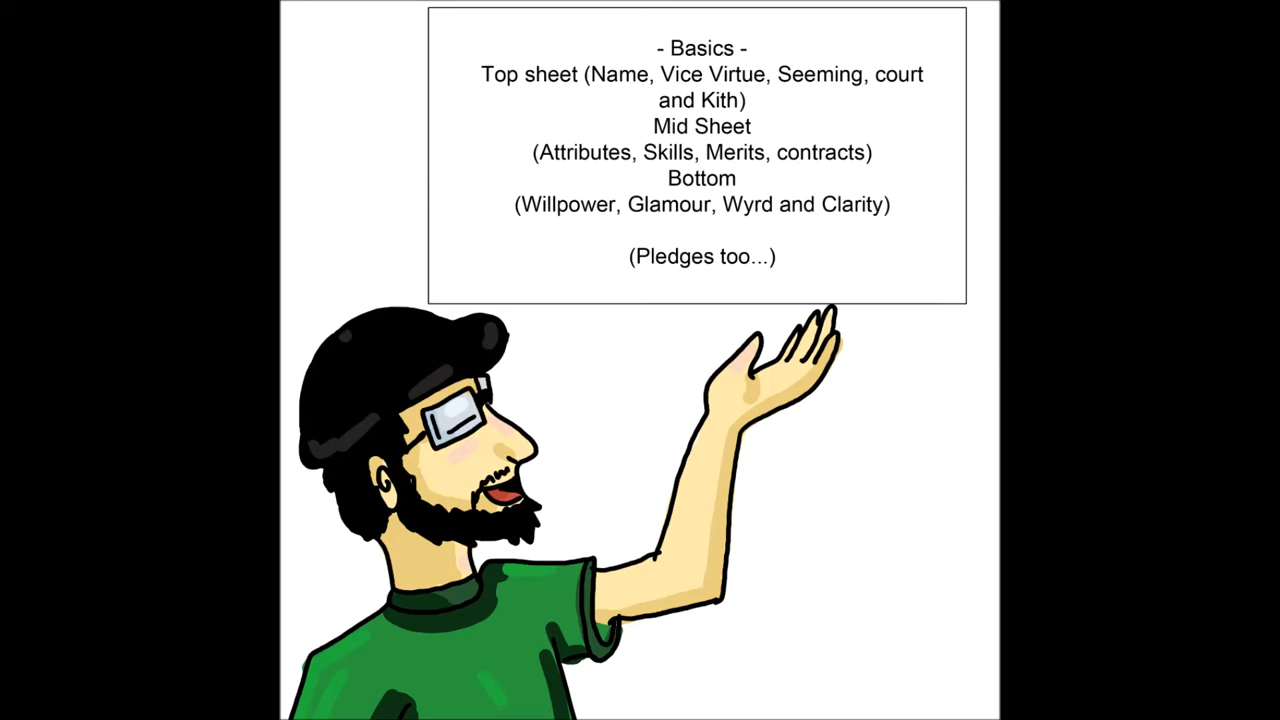 - Basics -
Top sheet (Name, Vice Virtue, Seeming, court
and Kith)
Mid Sheet
(Attributes, Skills, Merits, contracts)
Bottom
(Willpower, Glamour, Wyrd and Clarity)
(Pledges too...)